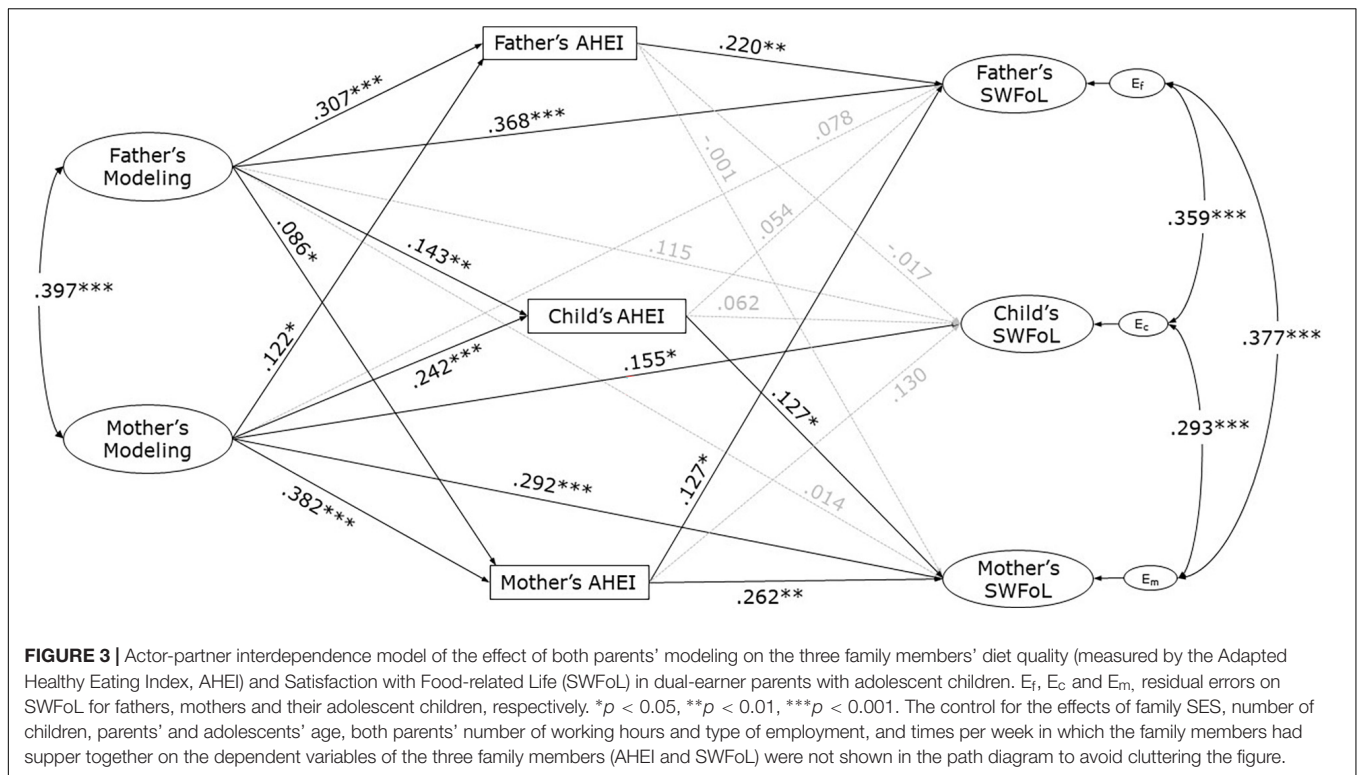 Father's AHEI
.220**
Father's
SWFoL
E_f
.307***
.368***
.078
-.001
Father's
Modeling
.086*
.143**
.115
.054
-.017
.359***
.397***
.122*
Child's AHEI
.062
Child's
SWFoL
E_c
.377***
.242***
.155*
.130
.127*
Mother's
Modeling
.293***
.382***
.292***
.127*
.014
Mother's AHEI
.262**
Mother's
SWFoL
E_m
FIGURE 3 | Actor-partner interdependence model of the effect of both parents' modeling on the three family members' diet quality (measured by the Adapted
Healthy Eating Index, AHEI) and Satisfaction with Food-related Life (SWFoL) in dual-earner parents with adolescent children. E_f, E_c and E_m, residual errors on
SWFoL for fathers, mothers and their adolescent children, respectively. *p < 0.05, **p < 0.01, ***p < 0.001. The control for the effects of family SES, number of
children, parents' and adolescents' age, both parents' number of working hours and type of employment, and times per week in which the family members had
supper together on the dependent variables of the three family members (AHEI and SWFoL) were not shown in the path diagram to avoid cluttering the figure.